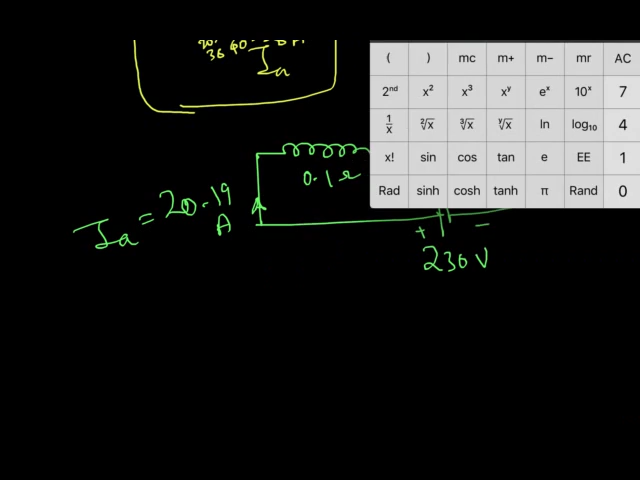 Ia
( ) mc m+ m− mr AC
2nd x² x³ xʸ eˣ 10ˣ 7
1/x ²√x ³√x ʸ√x ln log₁₀ 4
x! sin cos tan e EE 1
Rad sinh cosh tanh π Rand 0
0.1 Ω
Ia = 20.19
A
+ −
230 V